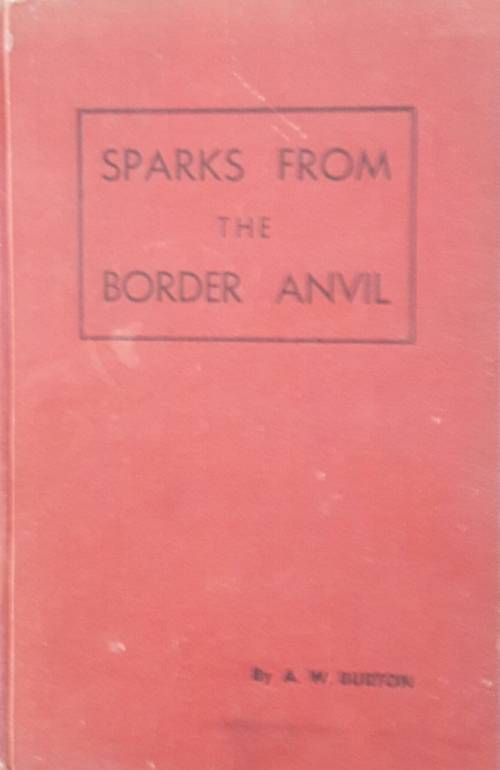 SPARKS FROM
THE
BORDER ANVIL
By A. W. BURTON